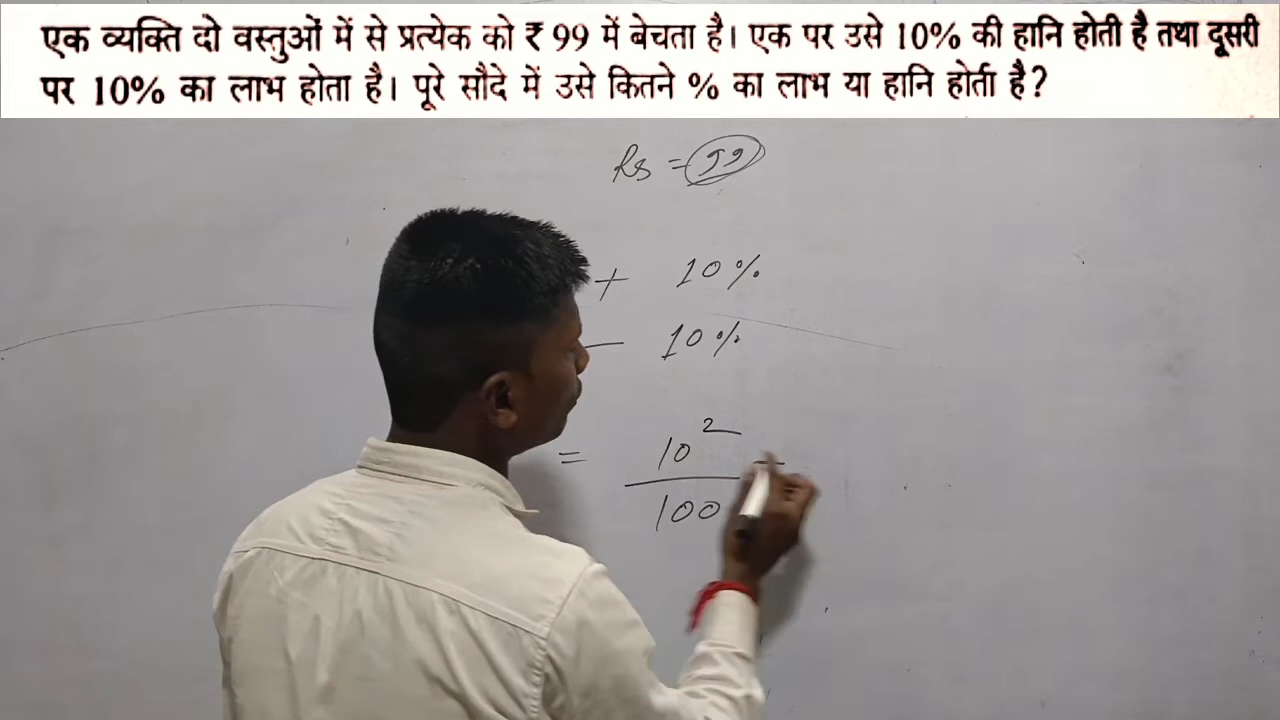 एक व्यक्ति दो वस्तुओं में से प्रत्येक को ₹ 99 में बेचता है। एक पर उसे 10% की हानि होती है तथा दूसरी
पर 10% का लाभ होता है। पूरे सौदे में उसे कितने % का लाभ या हानि होती है?
Rs = 99
+ 10%
- 10%
= 10²
100